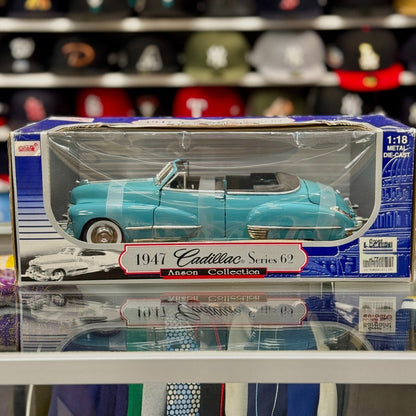 1:18
METAL
DIE-CAST
1947 Cadillac® Series 62
Anson Collection